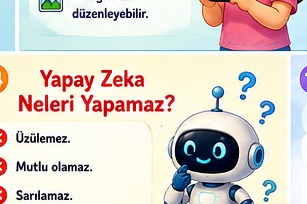 düzenleyebilir.
Yapay Zeka
Neleri Yapamaz?
Üzülemez.
Mutlu olamaz.
Sarılamaz.